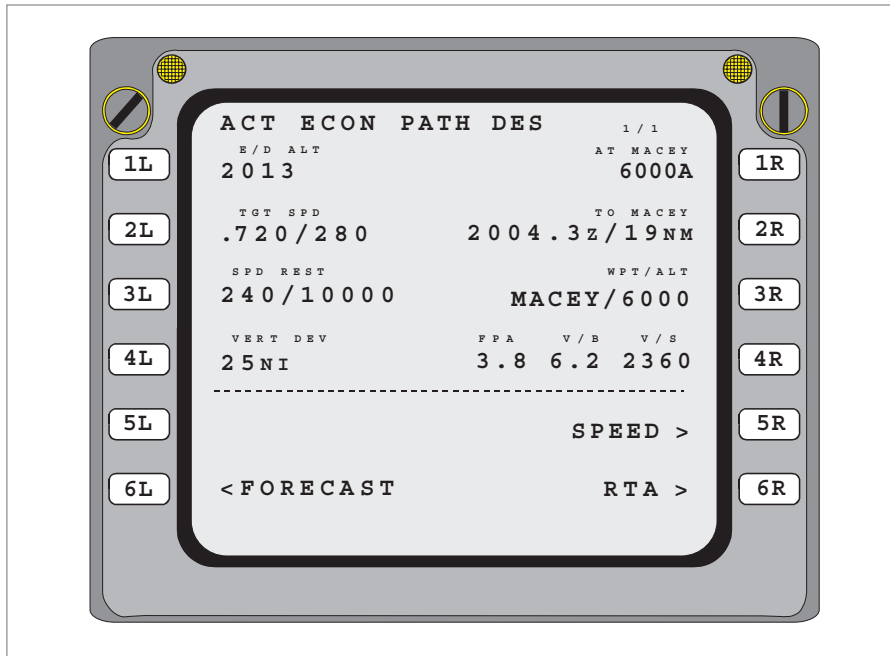 ACT ECON PATH DES 1/1
E/D ALT AT MACEY
1L 2013 6000A 1R
TGT SPD TO MACEY
2L .720/280 2004.3Z/19NM 2R
SPD REST WPT/ALT
3L 240/10000 MACEY/6000 3R
VERT DEV FPA V/B V/S
4L 25NI 3.8 6.2 2360 4R
5L SPEED > 5R
6L <FORECAST RTA > 6R